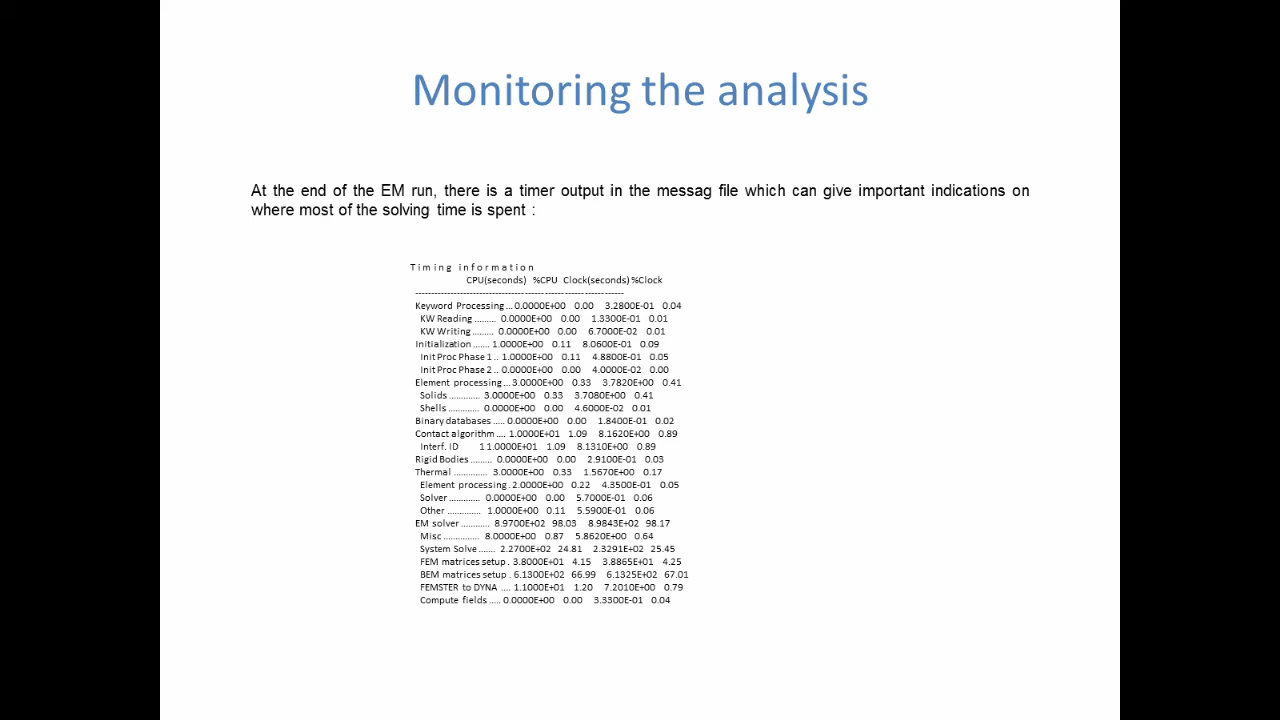 Monitoring the analysis
At the end of the EM run, there is a timer output in the messag file which can give important indications on
where most of the solving time is spent :
T i m i n g  i n f o r m a t i o n
CPU(seconds) %CPU Clock(seconds) %Clock
----------------------------------------------------------------
Keyword Processing ... 0.0000E+00 0.00 3.2800E-01 0.04
KW Reading ......... 0.0000E+00 0.00 1.3300E-01 0.01
KW Writing ......... 0.0000E+00 0.00 6.7000E-02 0.01
Initialization ....... 1.0000E+00 0.11 8.0600E-01 0.09
Init Proc Phase 1 .. 1.0000E+00 0.11 4.8800E-01 0.05
Init Proc Phase 2 .. 0.0000E+00 0.00 4.0000E-02 0.00
Element processing ... 3.0000E+00 0.33 3.7820E+00 0.41
Solids ............. 3.0000E+00 0.33 3.7080E+00 0.41
Shells ............. 0.0000E+00 0.00 4.6000E-02 0.01
Binary databases ..... 0.0000E+00 0.00 1.8400E-01 0.02
Contact algorithm .... 1.0000E+01 1.09 8.1620E+00 0.89
Interf. ID 1 1.0000E+01 1.09 8.1310E+00 0.89
Rigid Bodies ......... 0.0000E+00 0.00 2.9100E-01 0.03
Thermal .............. 3.0000E+00 0.33 1.5670E+00 0.17
Element processing . 2.0000E+00 0.22 4.3500E-01 0.05
Solver ............. 0.0000E+00 0.00 5.7000E-01 0.06
Other .............. 1.0000E+00 0.11 5.5900E-01 0.06
EM solver ............ 8.9700E+02 98.03 8.9843E+02 98.17
Misc ............... 8.0000E+00 0.87 5.8620E+00 0.64
System Solve ....... 2.2700E+02 24.81 2.3291E+02 25.45
FEM matrices setup . 3.8000E+01 4.15 3.8865E+01 4.25
BEM matrices setup . 6.1300E+02 66.99 6.1325E+02 67.01
FEMSTER to DYNA .... 1.1000E+01 1.20 7.2010E+00 0.79
Compute fields ..... 0.0000E+00 0.00 3.3300E-01 0.04